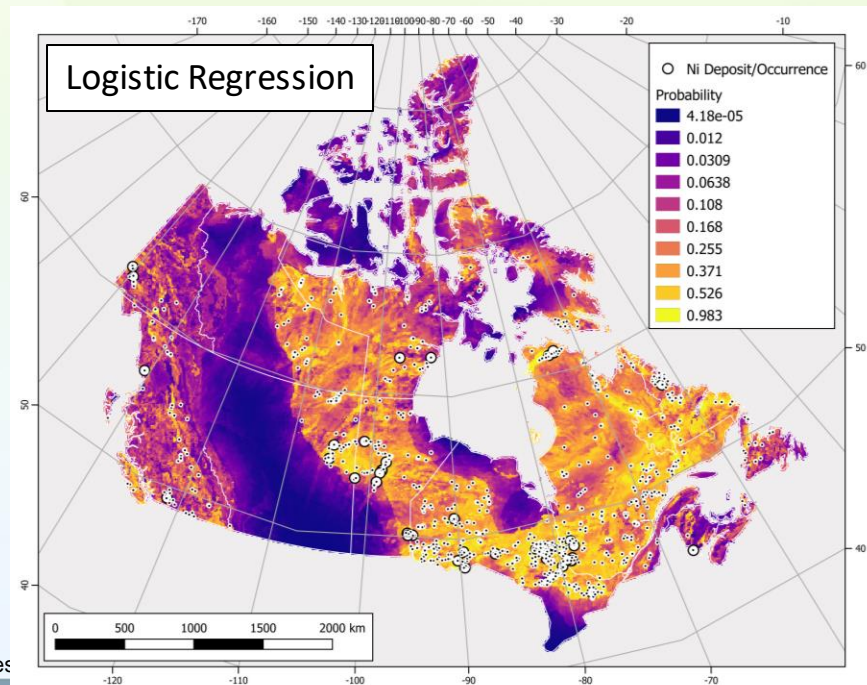 -170 -160 -150 -140 -130 -120 -110 -100 -90 -80 -70 -60 -50 -40 -30 -20 -10
Logistic Regression
Ni Deposit/Occurrence
Probability
4.18e-05
0.012
0.0309
0.0638
0.108
0.168
0.255
0.371
0.526
0.983
60
60
50
50
40
40
0 500 1000 1500 2000 km
-120 -110 -100 -90 -80 -70
es